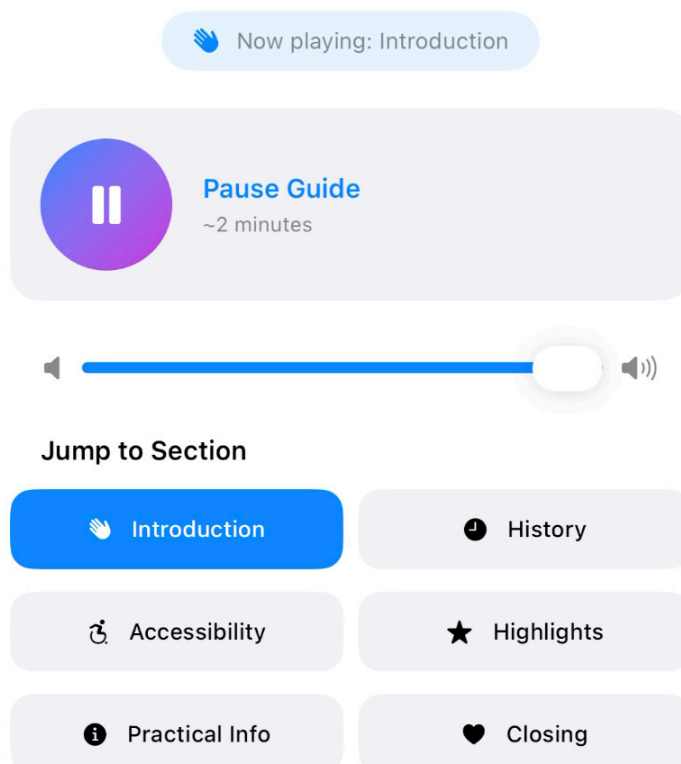 Now playing: Introduction
Pause Guide
~2 minutes
Jump to Section
Introduction
History
Accessibility
Highlights
Practical Info
Closing